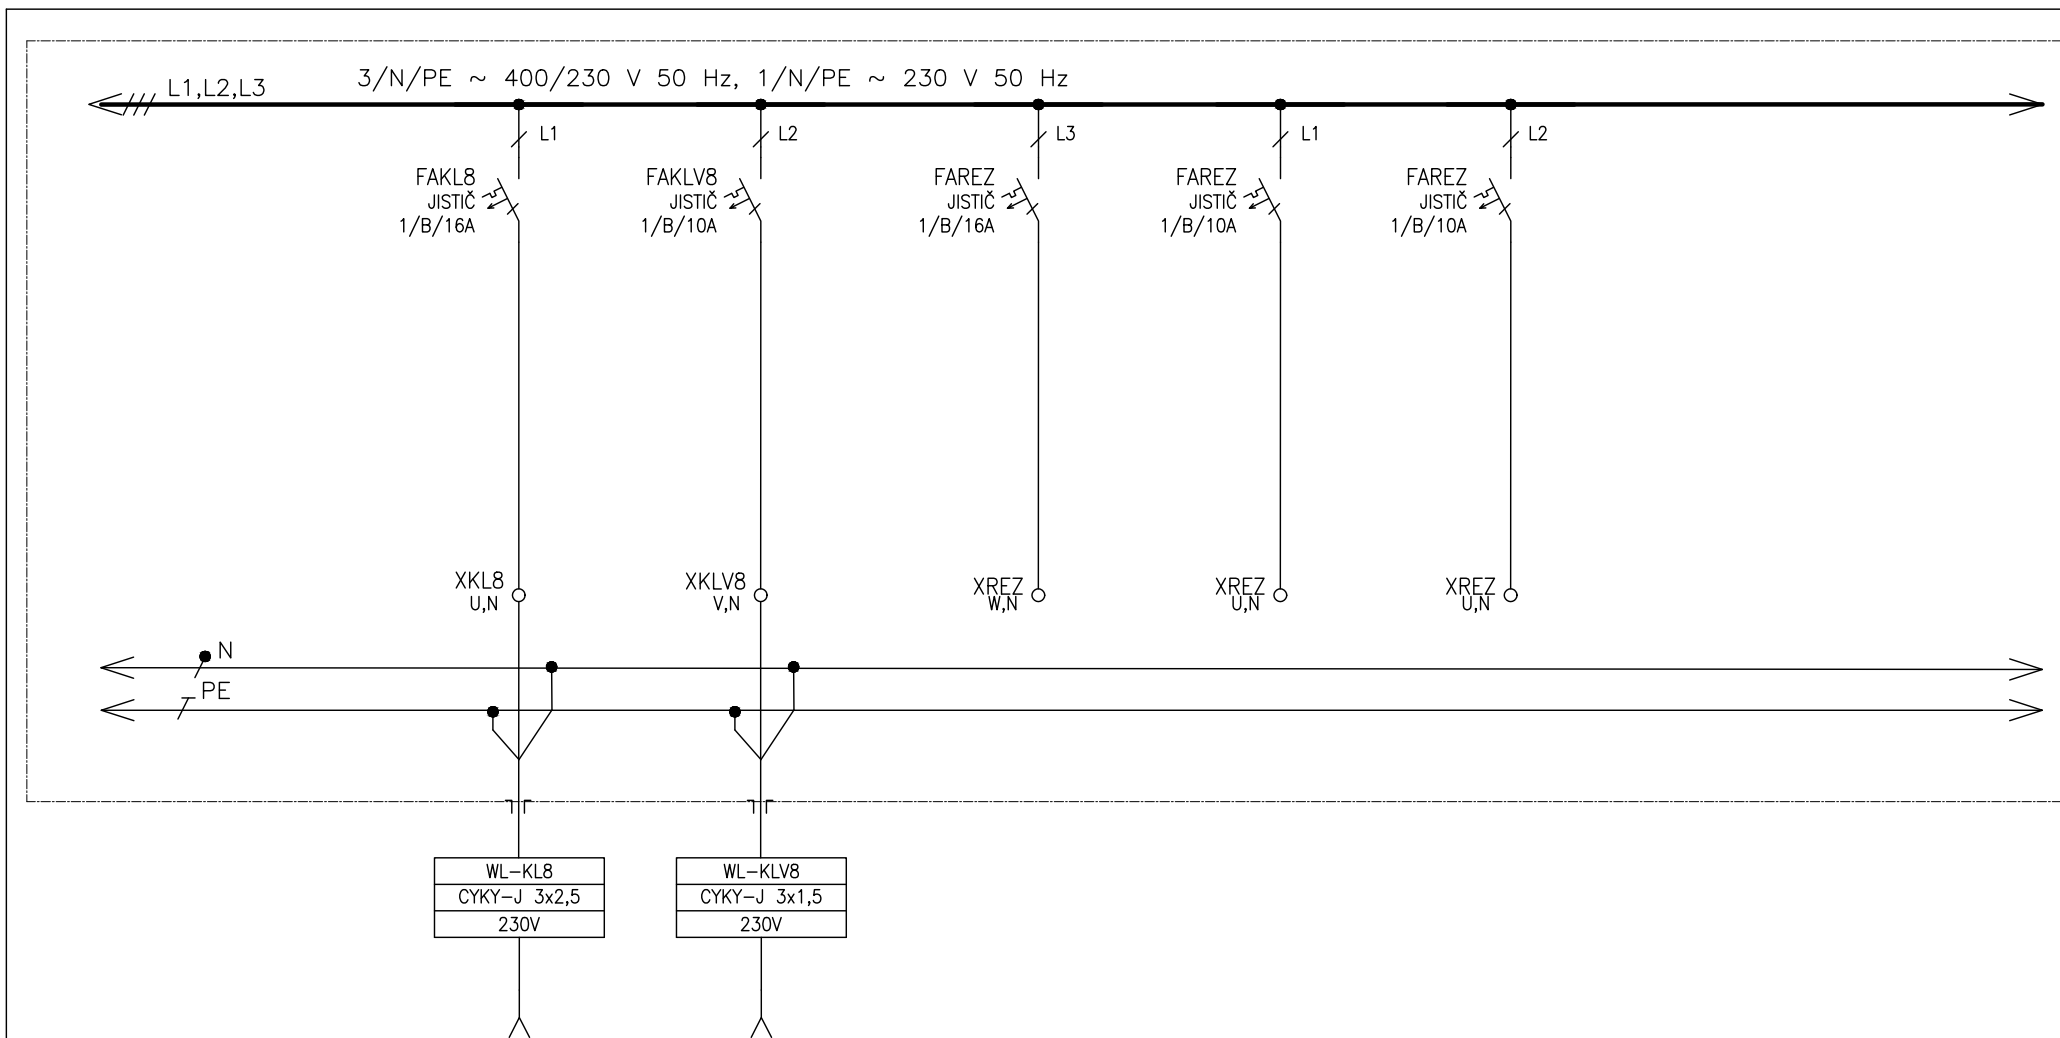 3/N/PE ~ 400/230 V 50 Hz, 1/N/PE ~ 230 V 50 Hz
L1,L2,L3
L1
L2
L3
L1
L2
FAKL8
JISTIČ
1/B/16A
FAKLV8
JISTIČ
1/B/10A
FAREZ
JISTIČ
1/B/16A
FAREZ
JISTIČ
1/B/10A
FAREZ
JISTIČ
1/B/10A
XKL8
U,N
XKLV8
V,N
XREZ
W,N
XREZ
U,N
XREZ
U,N
N
PE
WL-KL8
CYKY-J 3x2,5
230V
WL-KLV8
CYKY-J 3x1,5
230V